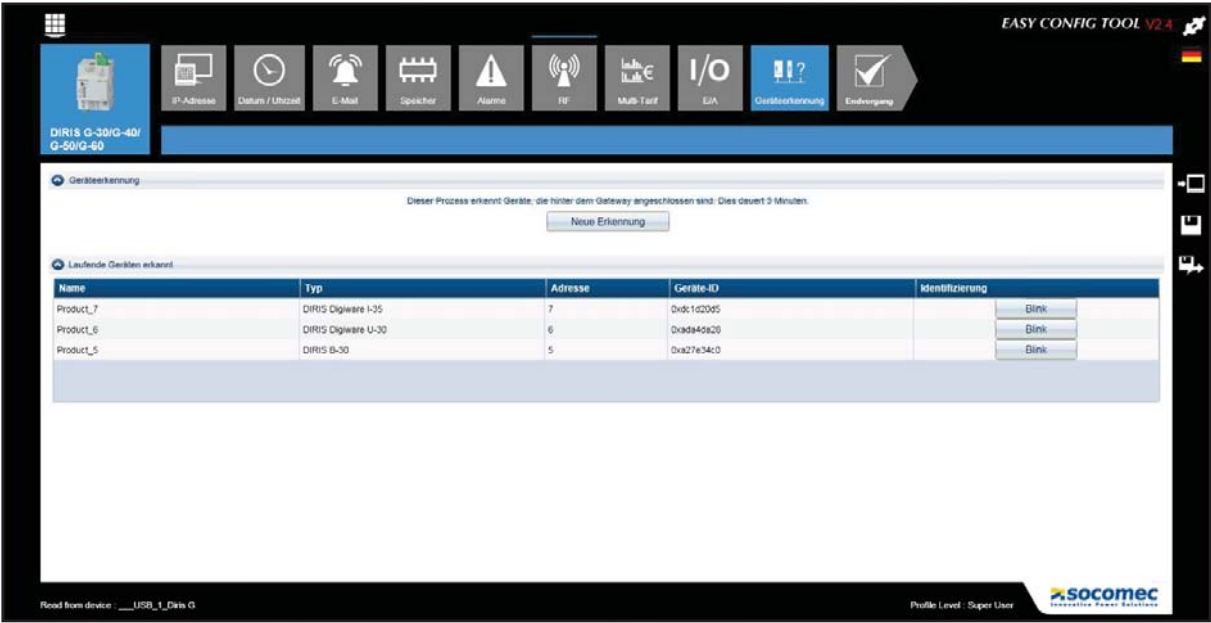 EASY CONFIG TOOL V2.4
IP-Adresse
Datum / Uhrzeit
E-Mail
Speicher
Alarme
RF
Multi-Tarif
I/O
E/A
Geräteerkennung
Endvorgang
DIRIS G-30/G-40/
G-50/G-60
Geräteerkennung
Dieser Prozess erkennt Geräte, die hinter dem Gateway angeschlossen sind. Dies dauert 3 Minuten.
Neue Erkennung
Laufende Geräten erkannt
Name Typ Adresse Geräte-ID Identifizierung
Product_7 DIRIS Digiware I-35 7 0xdc1d20d5 Blink
Product_6 DIRIS Digiware U-30 6 0xada4da28 Blink
Product_5 DIRIS B-30 5 0xa27e34c0 Blink
Read from device : ___USB_1_Diris G
Profile Level : Super User
socomec
Innovative Power Solutions